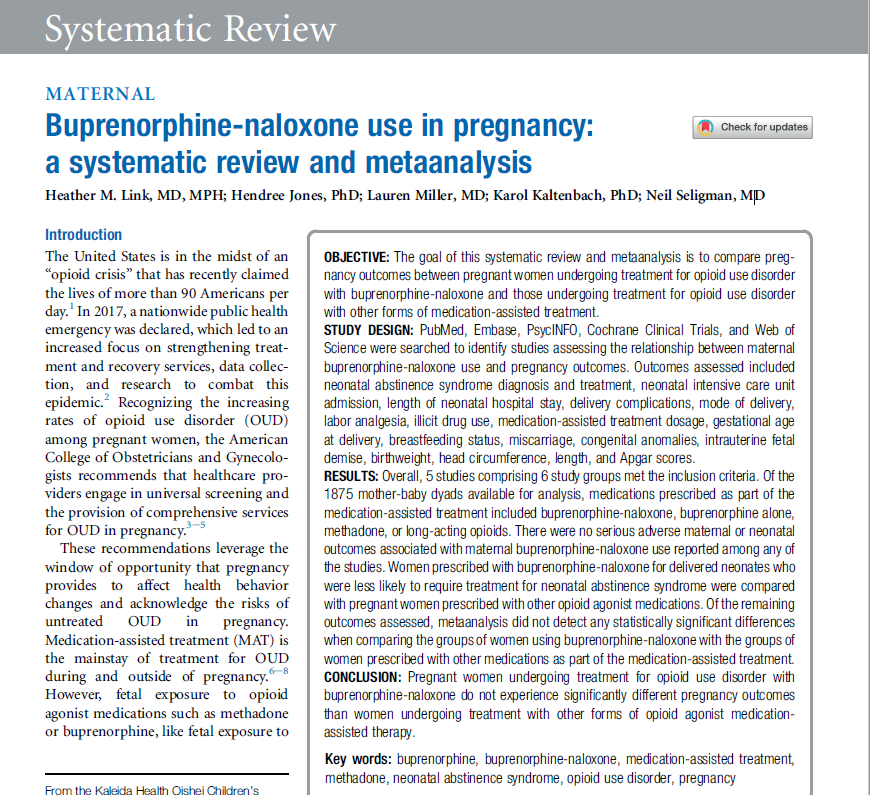 Systematic Review
MATERNAL
Buprenorphine-naloxone use in pregnancy:
a systematic review and metaanalysis
Check for updates
Heather M. Link, MD, MPH; Hendree Jones, PhD; Lauren Miller, MD; Karol Kaltenbach, PhD; Neil Seligman, MD
Introduction
The United States is in the midst of an
“opioid crisis” that has recently claimed
the lives of more than 90 Americans per
day.1 In 2017, a nationwide public health
emergency was declared, which led to an
increased focus on strengthening treat-
ment and recovery services, data collec-
tion, and research to combat this
epidemic.2 Recognizing the increasing
rates of opioid use disorder (OUD)
among pregnant women, the American
College of Obstetricians and Gynecolo-
gists recommends that healthcare pro-
viders engage in universal screening and
the provision of comprehensive services
for OUD in pregnancy.3–5
These recommendations leverage the
window of opportunity that pregnancy
provides to affect health behavior
changes and acknowledge the risks of
untreated OUD in pregnancy.
Medication-assisted treatment (MAT) is
the mainstay of treatment for OUD
during and outside of pregnancy.6–8
However, fetal exposure to opioid
agonist medications such as methadone
or buprenorphine, like fetal exposure to
From the Kaleida Health Oishei Children's
OBJECTIVE: The goal of this systematic review and metaanalysis is to compare preg-
nancy outcomes between pregnant women undergoing treatment for opioid use disorder
with buprenorphine-naloxone and those undergoing treatment for opioid use disorder
with other forms of medication-assisted treatment.
STUDY DESIGN: PubMed, Embase, PsycINFO, Cochrane Clinical Trials, and Web of
Science were searched to identify studies assessing the relationship between maternal
buprenorphine-naloxone use and pregnancy outcomes. Outcomes assessed included
neonatal abstinence syndrome diagnosis and treatment, neonatal intensive care unit
admission, length of neonatal hospital stay, delivery complications, mode of delivery,
labor analgesia, illicit drug use, medication-assisted treatment dosage, gestational age
at delivery, breastfeeding status, miscarriage, congenital anomalies, intrauterine fetal
demise, birthweight, head circumference, length, and Apgar scores.
RESULTS: Overall, 5 studies comprising 6 study groups met the inclusion criteria. Of the
1875 mother-baby dyads available for analysis, medications prescribed as part of the
medication-assisted treatment included buprenorphine-naloxone, buprenorphine alone,
methadone, or long-acting opioids. There were no serious adverse maternal or neonatal
outcomes associated with maternal buprenorphine-naloxone use reported among any of
the studies. Women prescribed with buprenorphine-naloxone for delivered neonates who
were less likely to require treatment for neonatal abstinence syndrome were compared
with pregnant women prescribed with other opioid agonist medications. Of the remaining
outcomes assessed, metaanalysis did not detect any statistically significant differences
when comparing the groups of women using buprenorphine-naloxone with the groups of
women prescribed with other medications as part of the medication-assisted treatment.
CONCLUSION: Pregnant women undergoing treatment for opioid use disorder with
buprenorphine-naloxone do not experience significantly different pregnancy outcomes
than women undergoing treatment with other forms of opioid agonist medication-
assisted therapy.
Key words: buprenorphine, buprenorphine-naloxone, medication-assisted treatment,
methadone, neonatal abstinence syndrome, opioid use disorder, pregnancy